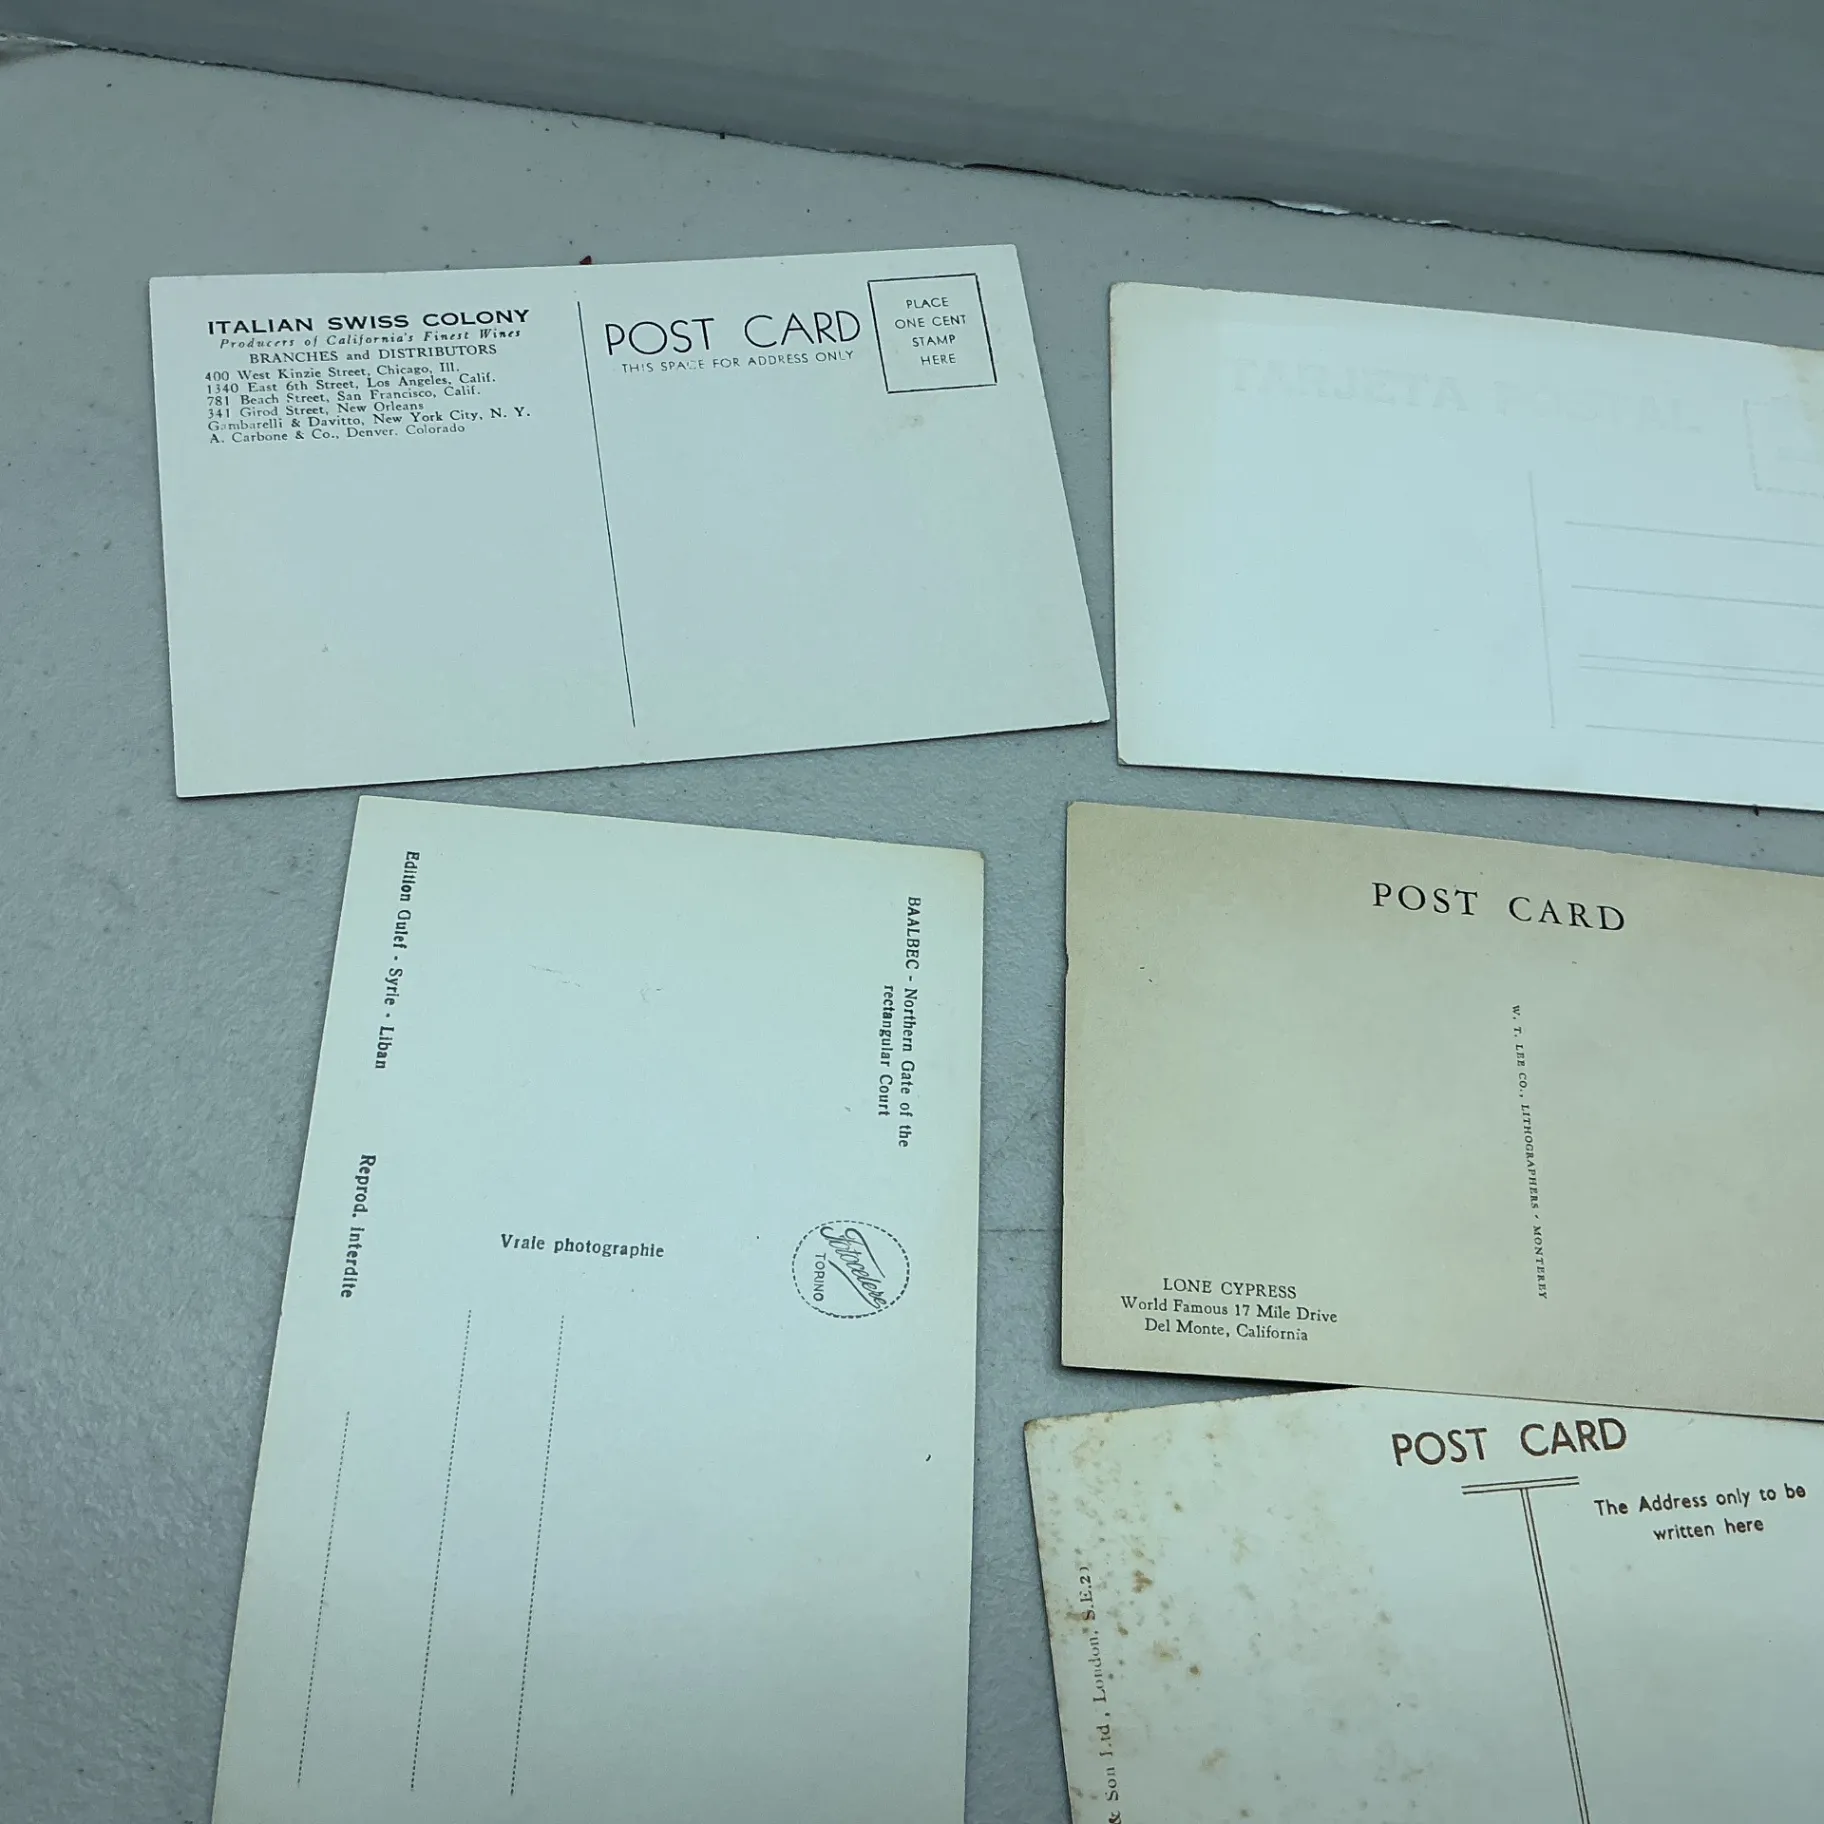 ITALIAN SWISS COLONY
Producers of California's Finest Wines
BRANCHES and DISTRIBUTORS
400 West Kinzie Street, Chicago, Ill.
1340 East 6th Street, Los Angeles, Calif.
781 Beach Street, San Francisco, Calif.
341 Girod Street, New Orleans
Gambarelli & Davitto, New York City, N. Y.
A. Carbone & Co., Denver, Colorado
POST CARD
THIS SPACE FOR ADDRESS ONLY
PLACE
ONE CENT
STAMP
HERE
TARJETA POSTAL
BAALBEC - Northern Gate of the
rectangular Court
Edition Gulef - Syrie - Liban
Reprod. interdite
Vraie photographie
Fotocelere
TORINO
POST CARD
W. T. LEE CO., LITHOGRAPHERS · MONTEREY
LONE CYPRESS
World Famous 17 Mile Drive
Del Monte, California
POST CARD
The Address only to be
written here
& Son Ltd., London, S.E.2)